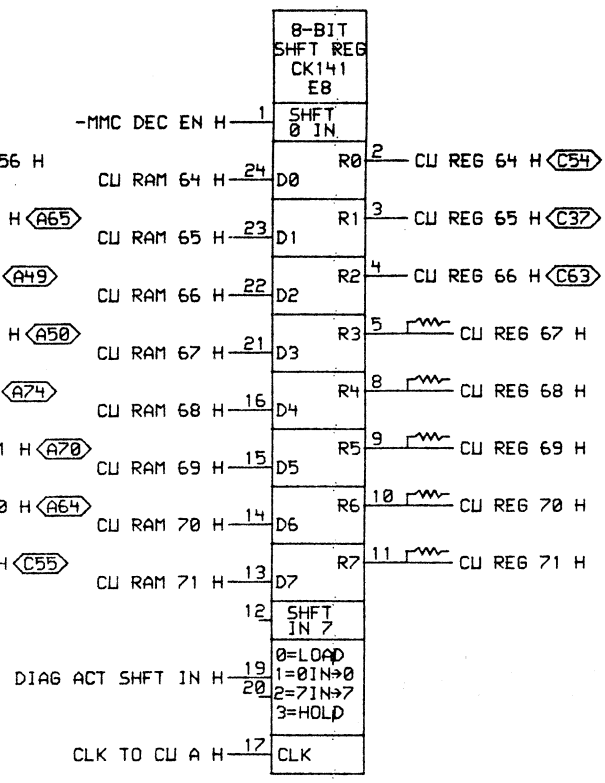 8-BIT
SHFT REG
CK141
E8
-MMC DEC EN H 1 SHFT
0 IN
56 H
CU RAM 64 H 24 D0 R0 2 CU REG 64 H C54
H A65
CU RAM 65 H 23 D1 R1 3 CU REG 65 H C37
A49
CU RAM 66 H 22 D2 R2 4 CU REG 66 H C63
H A50
CU RAM 67 H 21 D3 R3 5 CU REG 67 H
A74
CU RAM 68 H 16 D4 R4 8 CU REG 68 H
H A70
CU RAM 69 H 15 D5 R5 9 CU REG 69 H
0 H A64
CU RAM 70 H 14 D6 R6 10 CU REG 70 H
H C55
CU RAM 71 H 13 D7 R7 11 CU REG 71 H
12 SHFT
IN 7
0=LOAD
DIAG ACT SHFT IN H 19 1=0IN→0
20 2=7IN→7
3=HOLD
CLK TO CU A H 17 CLK